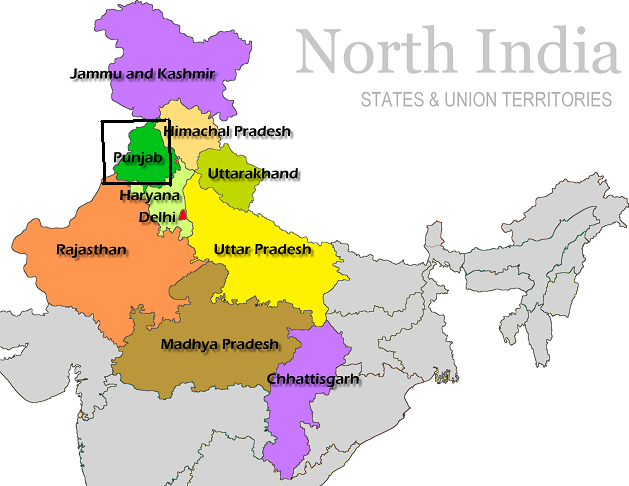 North India
STATES & UNION TERRITORIES
Jammu and Kashmir
Himachal Pradesh
Punjab
Uttarakhand
Haryana
Delhi
Rajasthan
Uttar Pradesh
Madhya Pradesh
Chhattisgarh